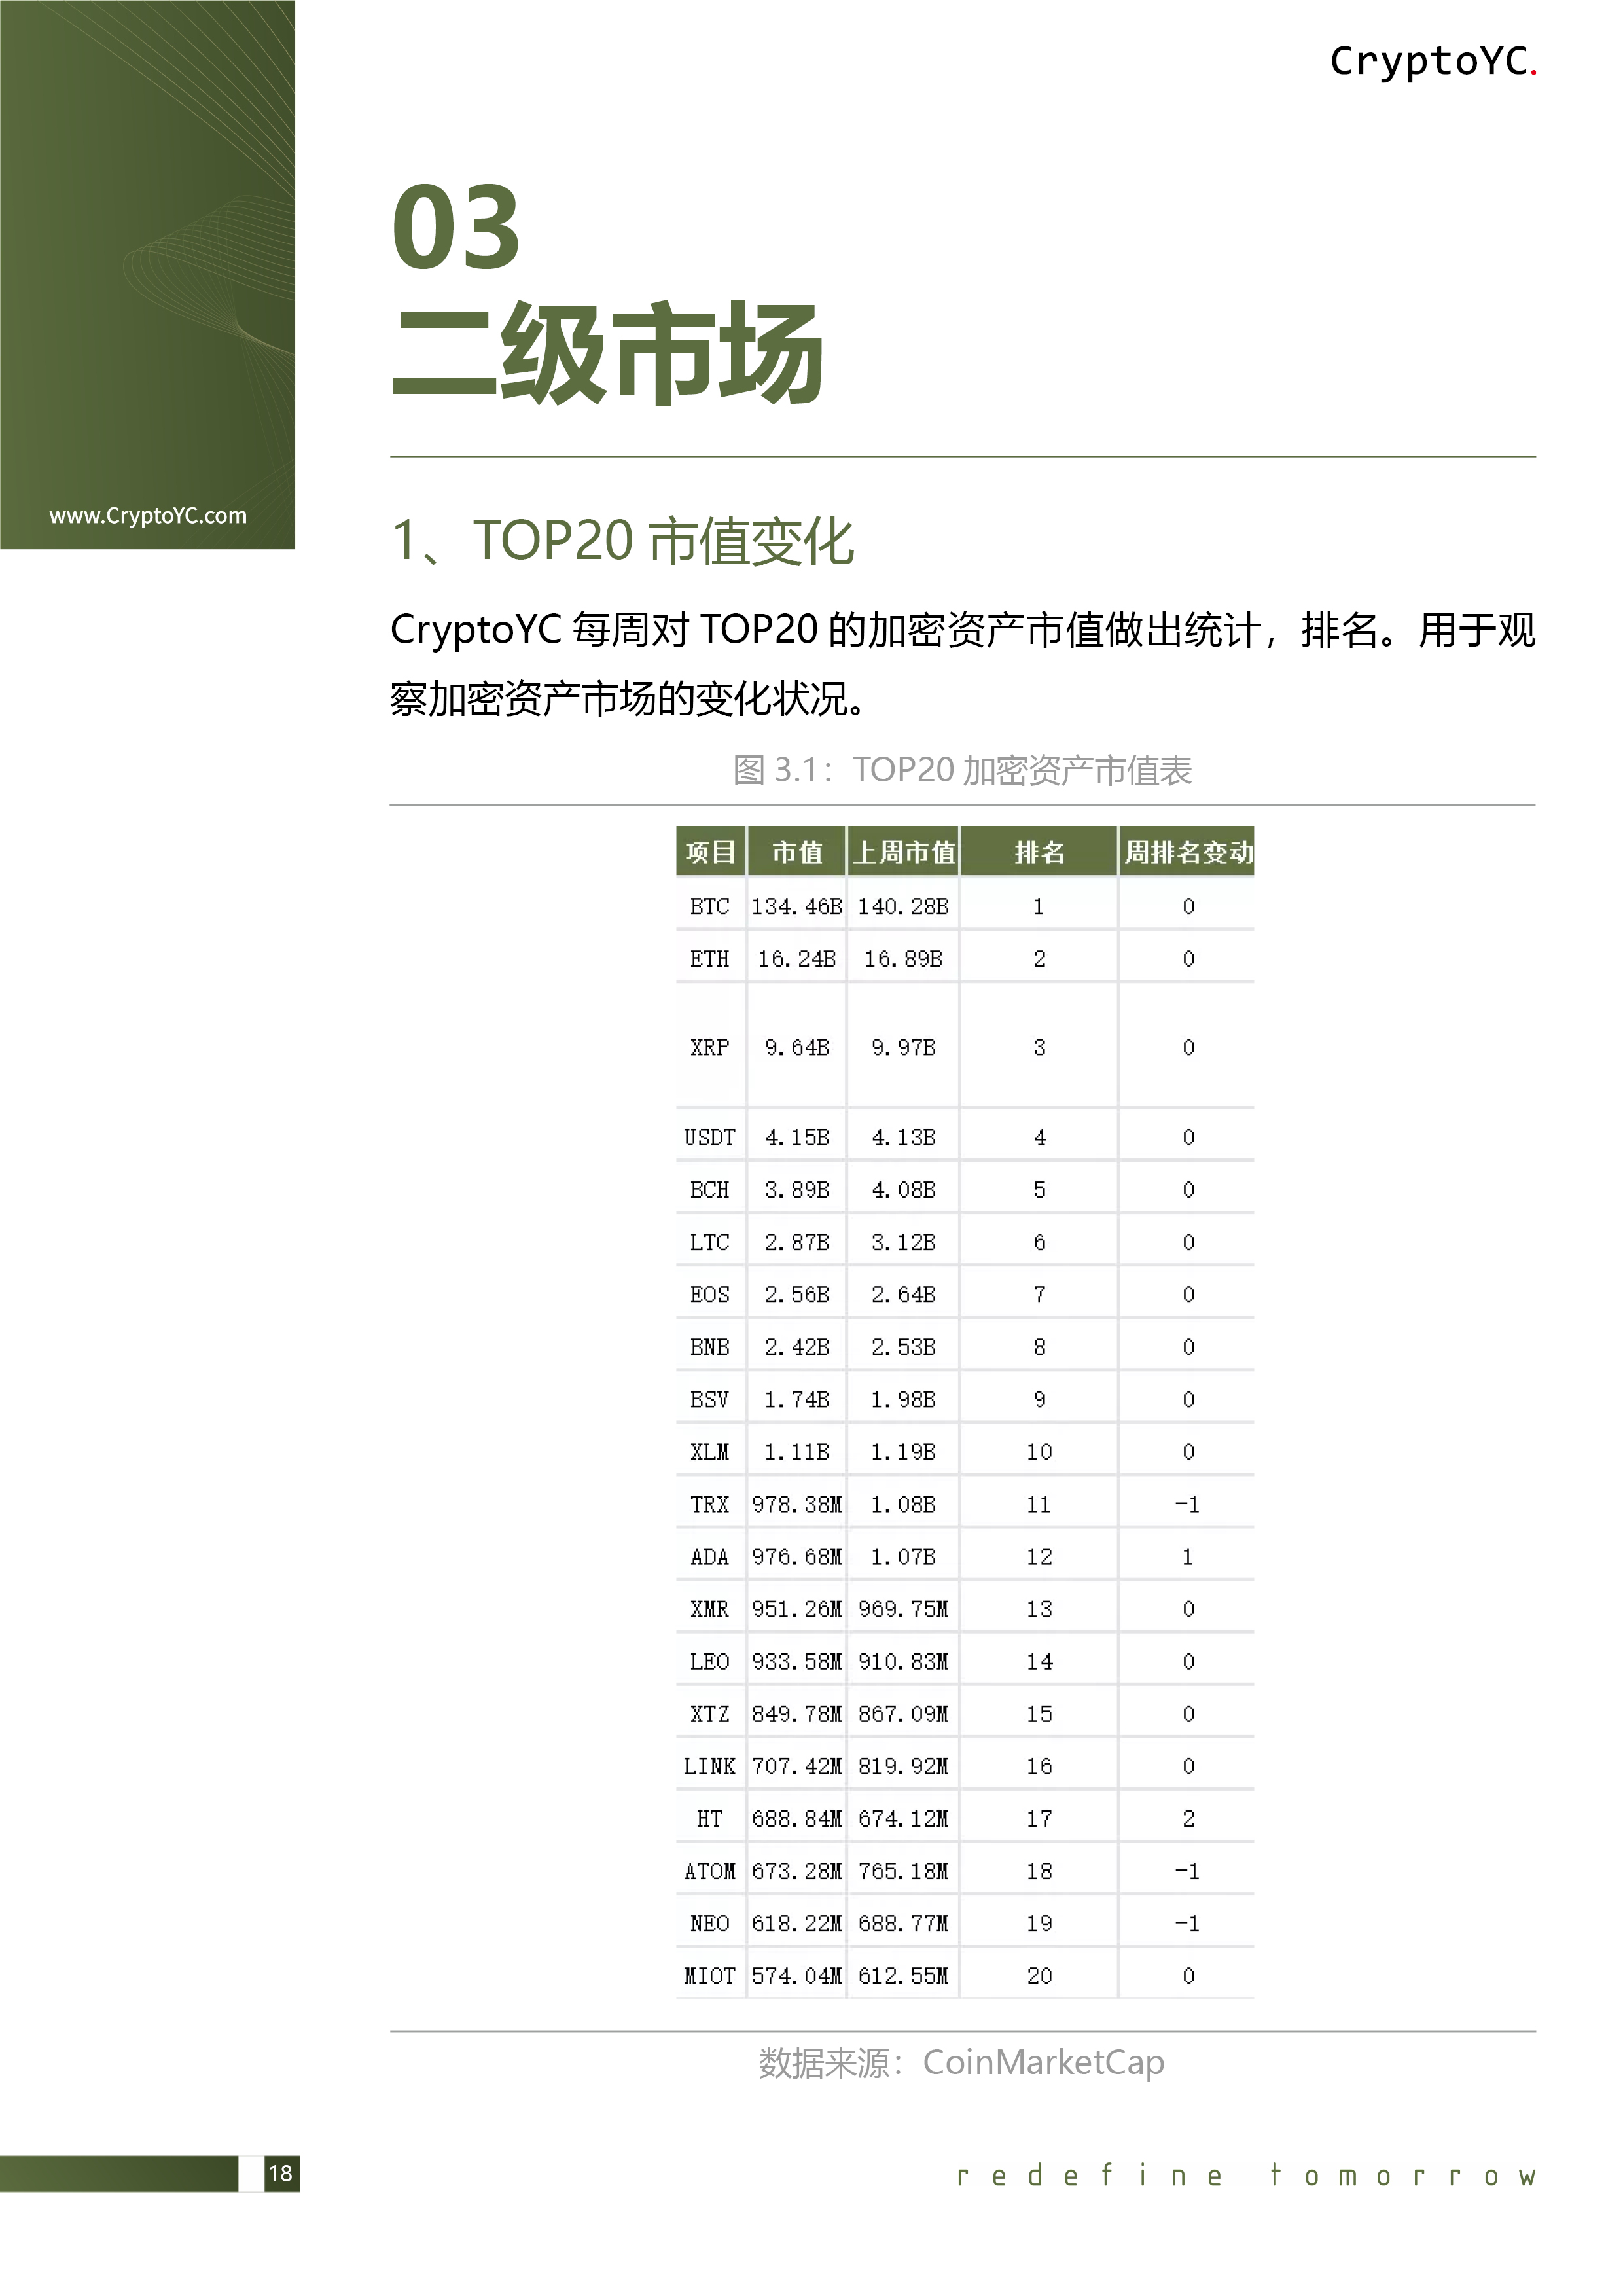 CryptoYC.
www.CryptoYC.com
03
二级市场
1、TOP20 市值变化
CryptoYC 每周对 TOP20 的加密资产市值做出统计，排名。用于观
察加密资产市场的变化状况。
图 3.1：TOP20 加密资产市值表
项目 市值 上周市值 排名 周排名变动
BTC 134.46B 140.28B 1 0
ETH 16.24B 16.89B 2 0
XRP 9.64B 9.97B 3 0
USDT 4.15B 4.13B 4 0
BCH 3.89B 4.08B 5 0
LTC 2.87B 3.12B 6 0
EOS 2.56B 2.64B 7 0
BNB 2.42B 2.53B 8 0
BSV 1.74B 1.98B 9 0
XLM 1.11B 1.19B 10 0
TRX 978.38M 1.08B 11 -1
ADA 976.68M 1.07B 12 1
XMR 951.26M 969.75M 13 0
LEO 933.58M 910.83M 14 0
XTZ 849.78M 867.09M 15 0
LINK 707.42M 819.92M 16 0
HT 688.84M 674.12M 17 2
ATOM 673.28M 765.18M 18 -1
NEO 618.22M 688.77M 19 -1
MIOT 574.04M 612.55M 20 0
数据来源：CoinMarketCap
18
redefine tomorrow